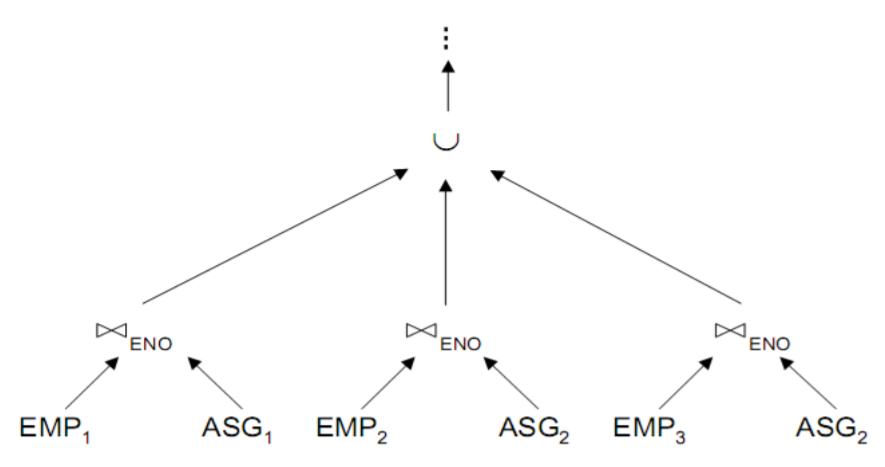 ⋮
∪
⋈ENO ⋈ENO ⋈ENO
EMP₁ ASG₁ EMP₂ ASG₂ EMP₃ ASG₂